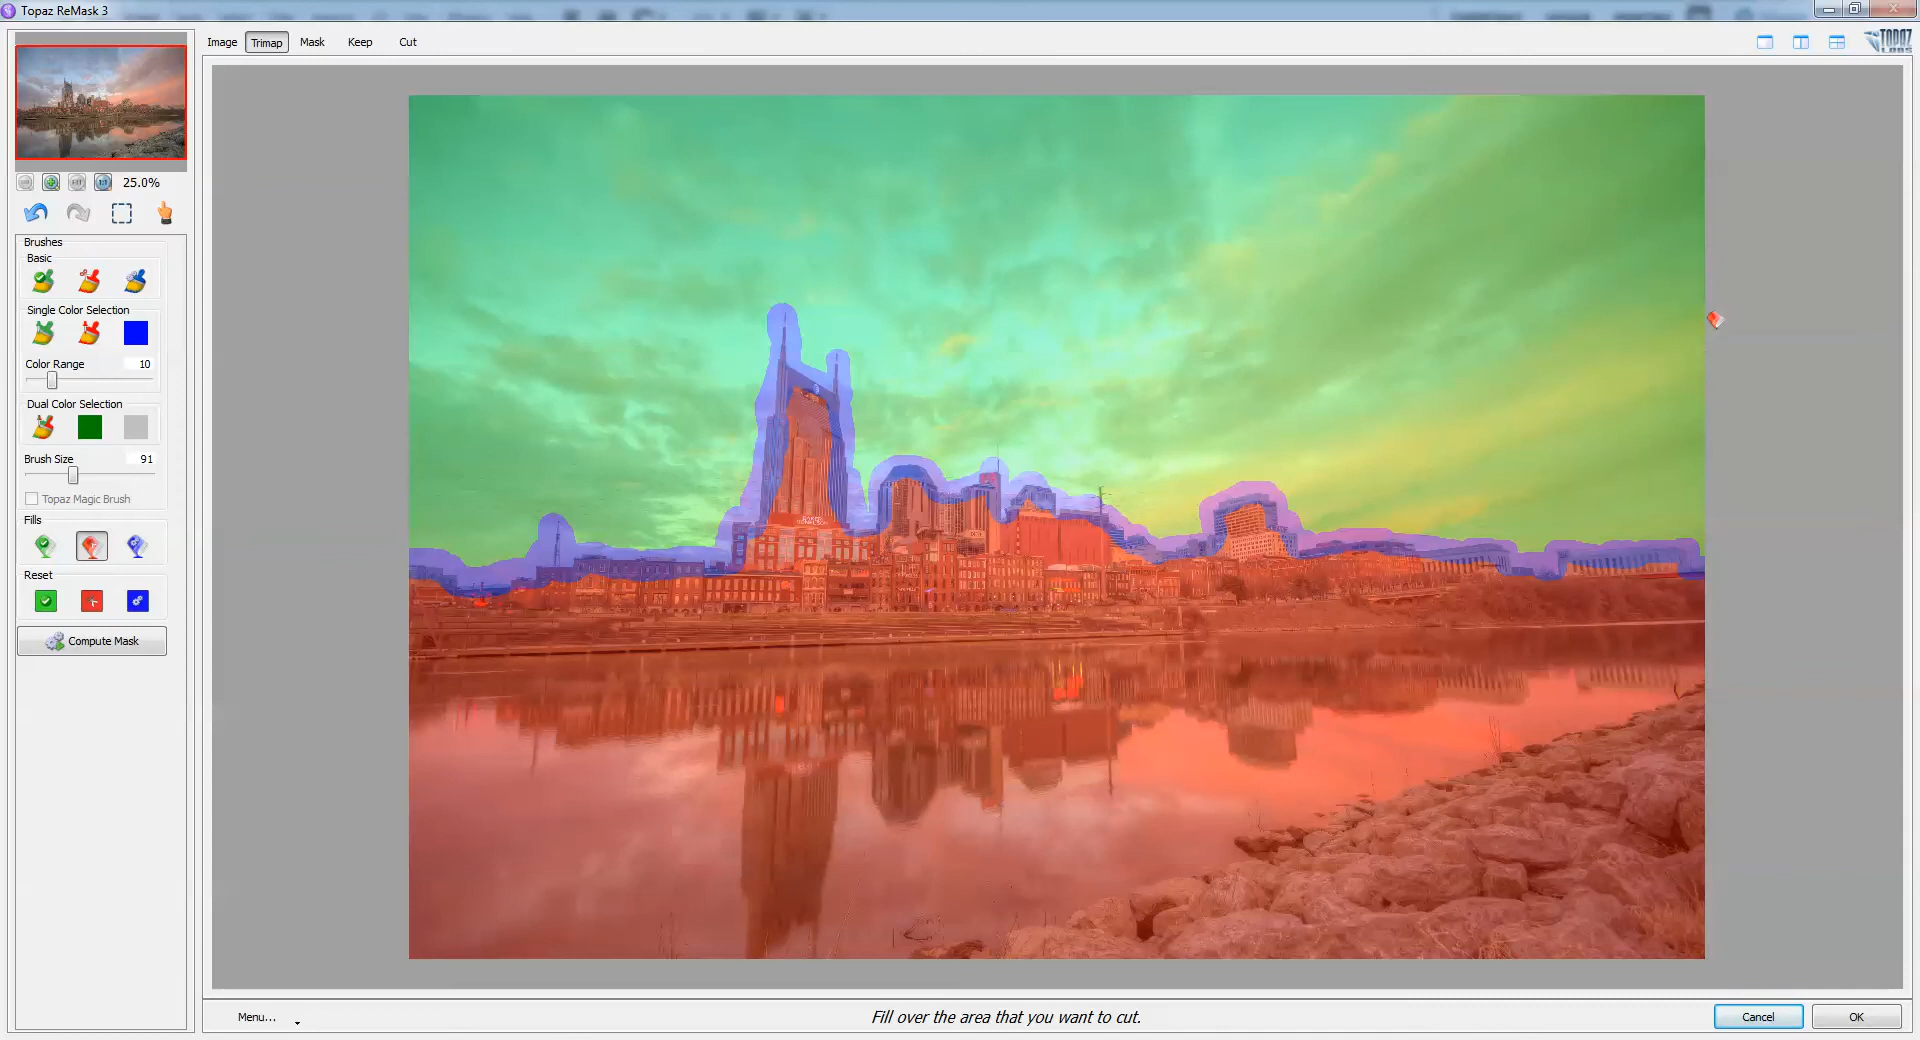 Topaz ReMask 3
Image Trimap Mask Keep Cut
TOPAZ
LABS
25.0%
Brushes
Basic
Single Color Selection
Color Range 10
Dual Color Selection
Brush Size 91
Topaz Magic Brush
Fills
Reset
Compute Mask
Menu... Fill over the area that you want to cut. Cancel OK